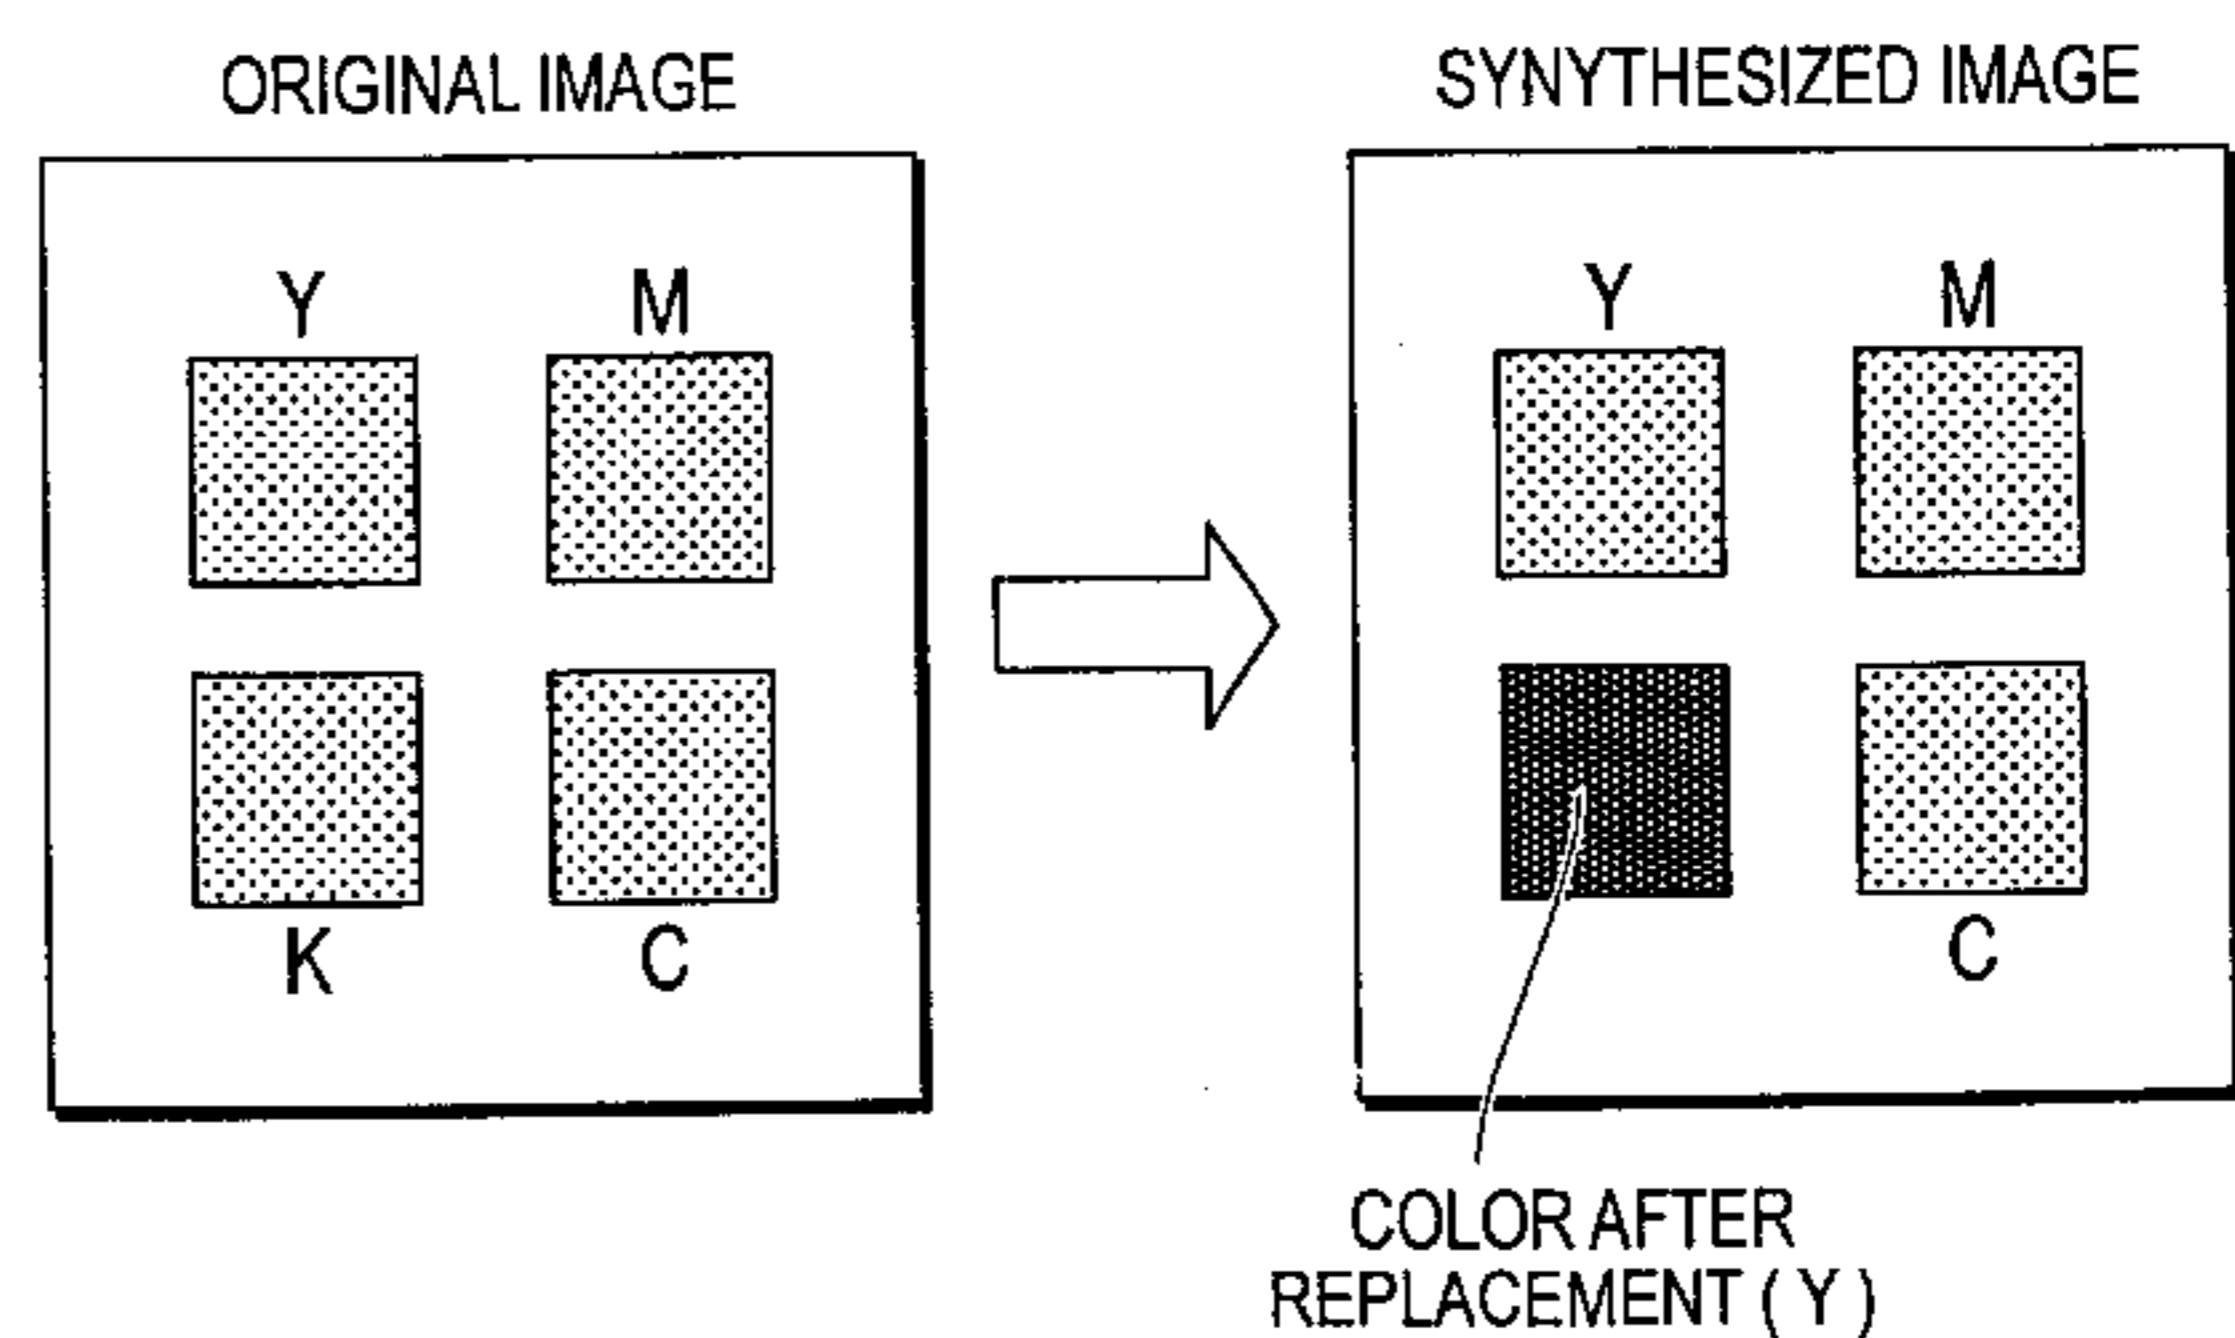 ORIGINAL IMAGE
SYNYTHESIZED IMAGE
Y M
K C
Y M
C
COLOR AFTER
REPLACEMENT ( Y )